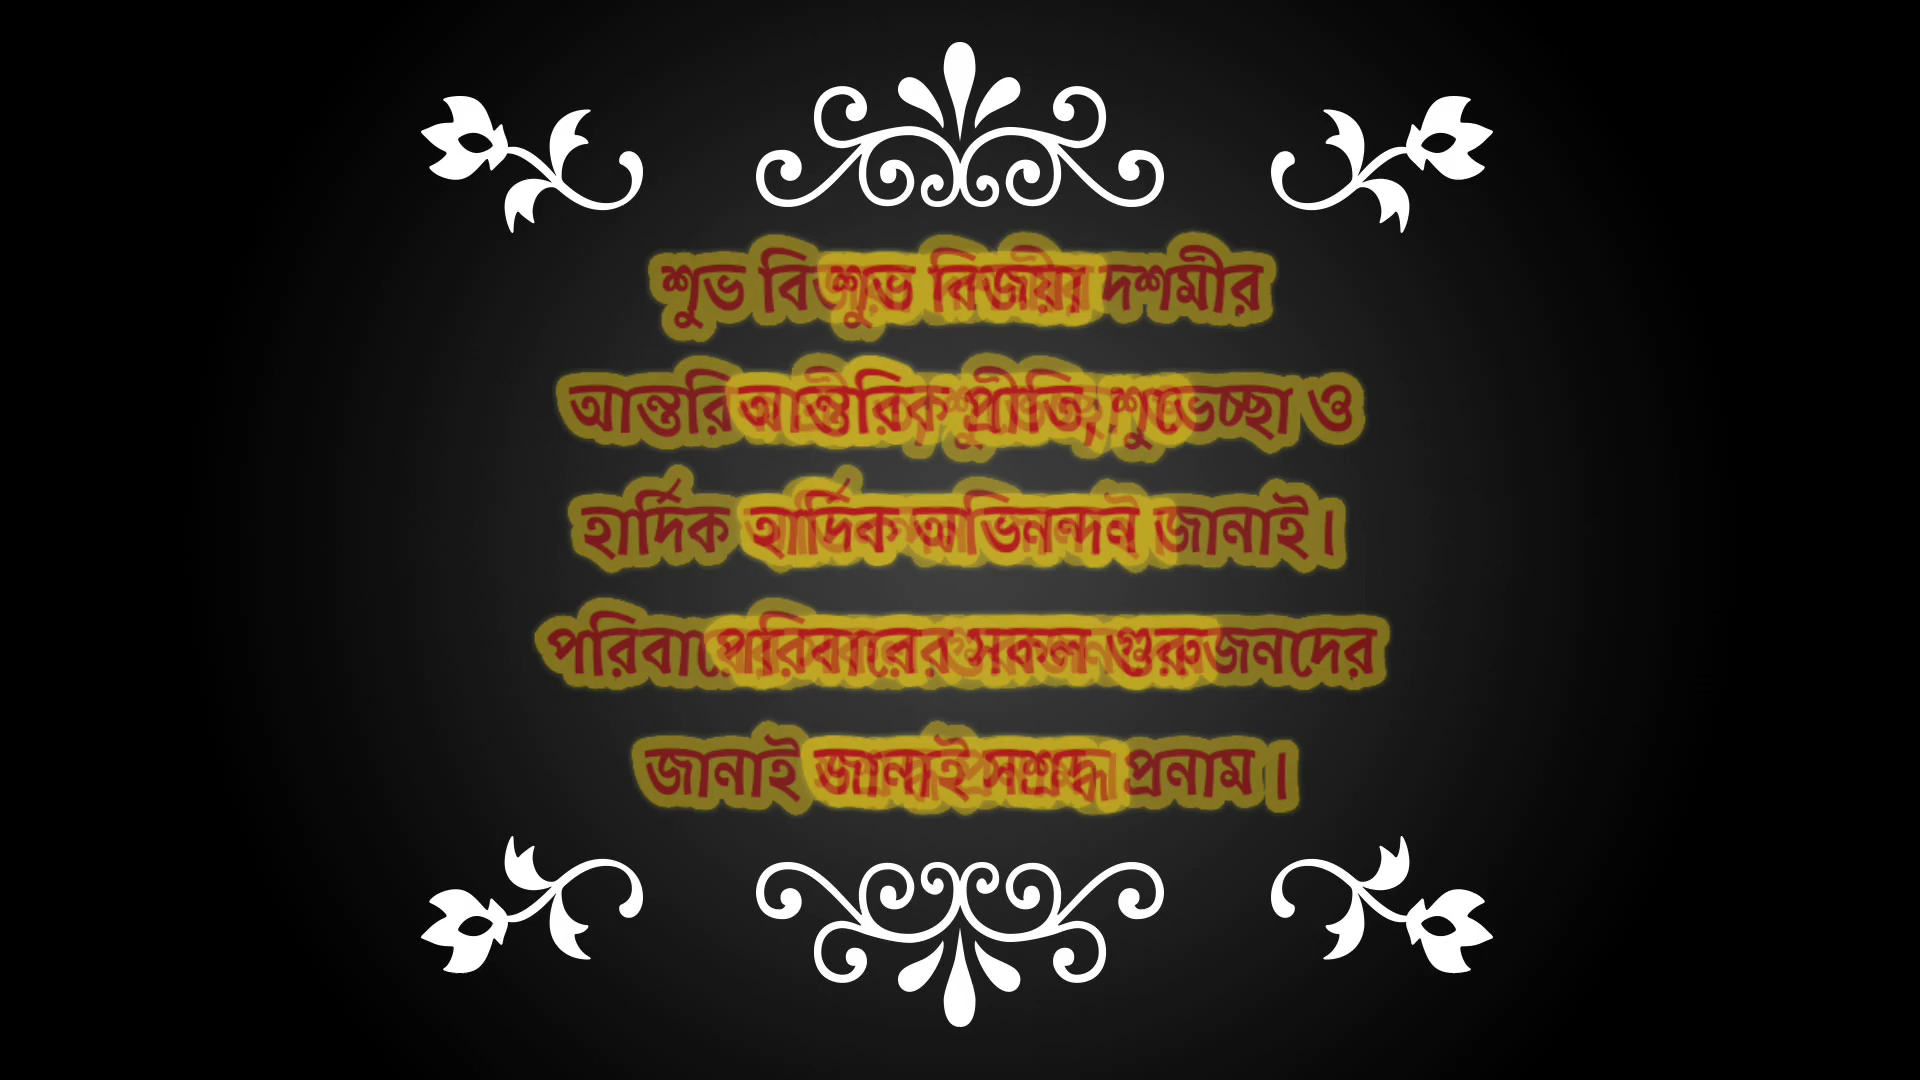 শুভ বিজয়া দশমীর
আন্তরিক প্রীতি, শুভেচ্ছা ও
হার্দিক অভিনন্দন জানাই।
পরিবারের সকল গুরুজনদের
জানাই সশ্রদ্ধ প্রনাম।